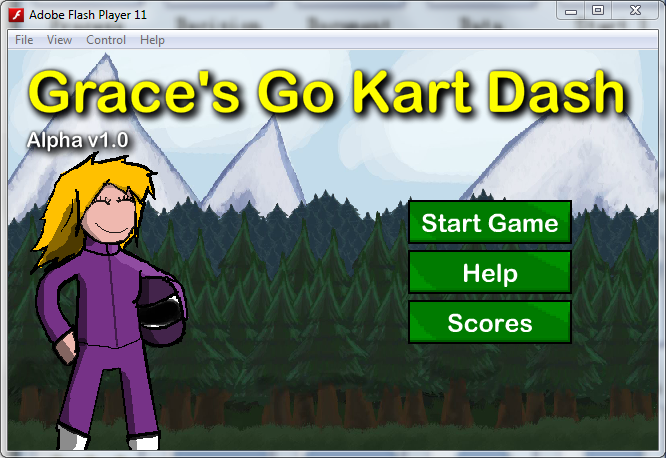 Adobe Flash Player 11
File View Control Help
Grace's Go Kart Dash
Alpha v1.0
Start Game
Help
Scores